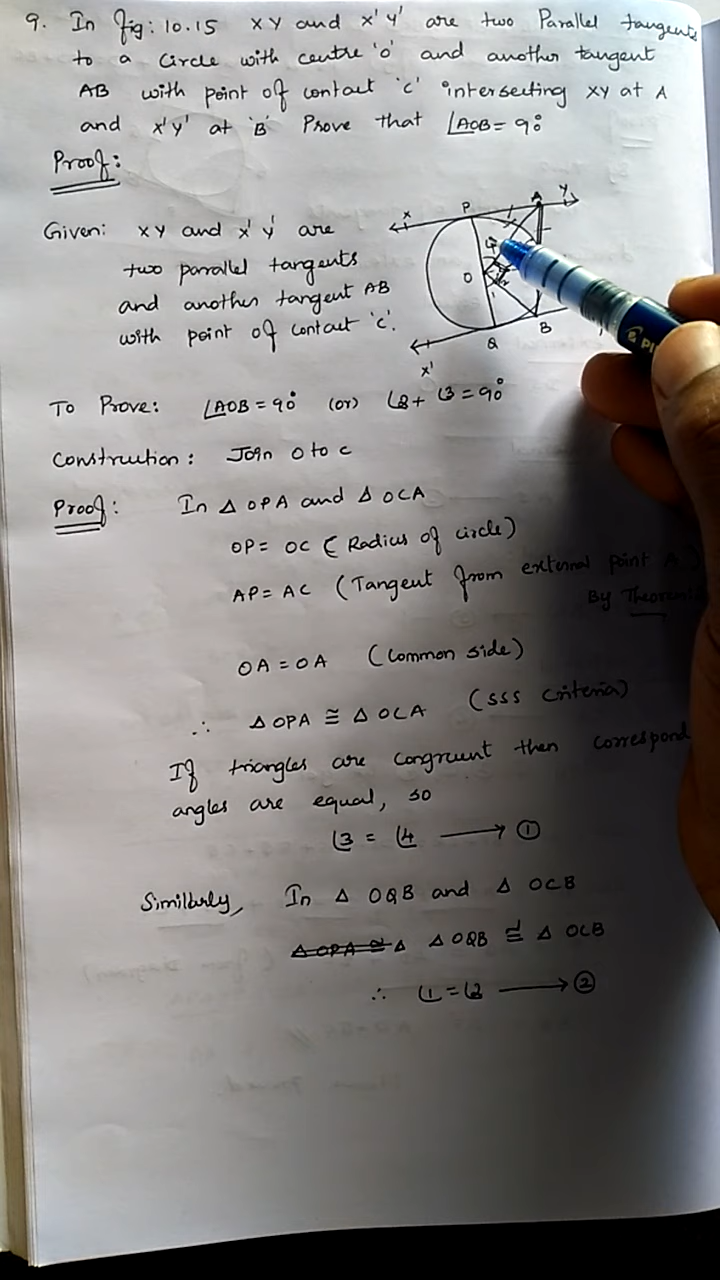 9. In fig: 10.15 XY and X'Y' are two Parallel tangents
to a Circle with centre 'O' and another tangent
AB with point of contact 'C' intersecting XY at A
and X'Y' at 'B' Prove that ∠AOB = 90°
Proof:
Given: XY and X'Y' are
two parallel tangents
and another tangent AB
with point of contact 'C'.
X P A Y
4
O
2
1
Q B
X'
To Prove: ∠AOB = 90° (or) ∠2 + ∠3 = 90°
Construction: Join O to C
Proof: In △ OPA and △ OCA
OP = OC (Radius of circle)
AP = AC (Tangent from external point A)
By Theorem
OA = OA (Common side)
∴ △ OPA ≅ △ OCA (SSS Criteria)
If triangles are congruent then correspond
angles are equal, so
∠3 = ∠4 → ①
Similarly, In △ OQB and △ OCB
△ OPA ≅ △ △ OQB ≅ △ OCB
∴ ∠1 = ∠2 → ②